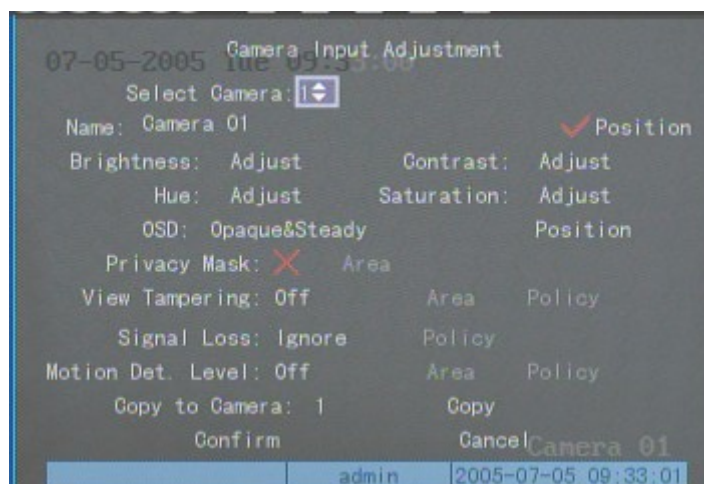 Camera Input Adjustment
07-05-2005 Tue 09:33:00
Select Camera: 1
Name: Camera 01 Position
Brightness: Adjust Contrast: Adjust
Hue: Adjust Saturation: Adjust
OSD: Opaque&Steady Position
Privacy Mask: Area
View Tampering: Off Area Policy
Signal Loss: Ignore Policy
Motion Det. Level: Off Area Policy
Copy to Camera: 1 Copy
Confirm Cancel
Camera 01
admin 2005-07-05 09:33:01